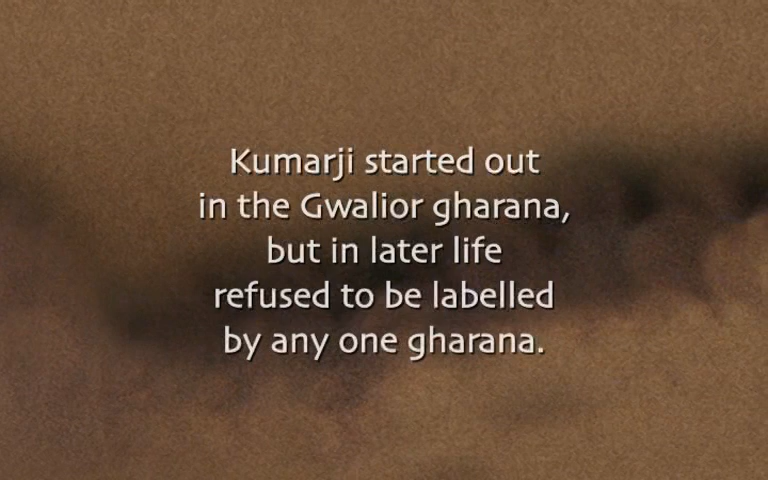 Kumarji started out
in the Gwalior gharana,
but in later life
refused to be labelled
by any one gharana.